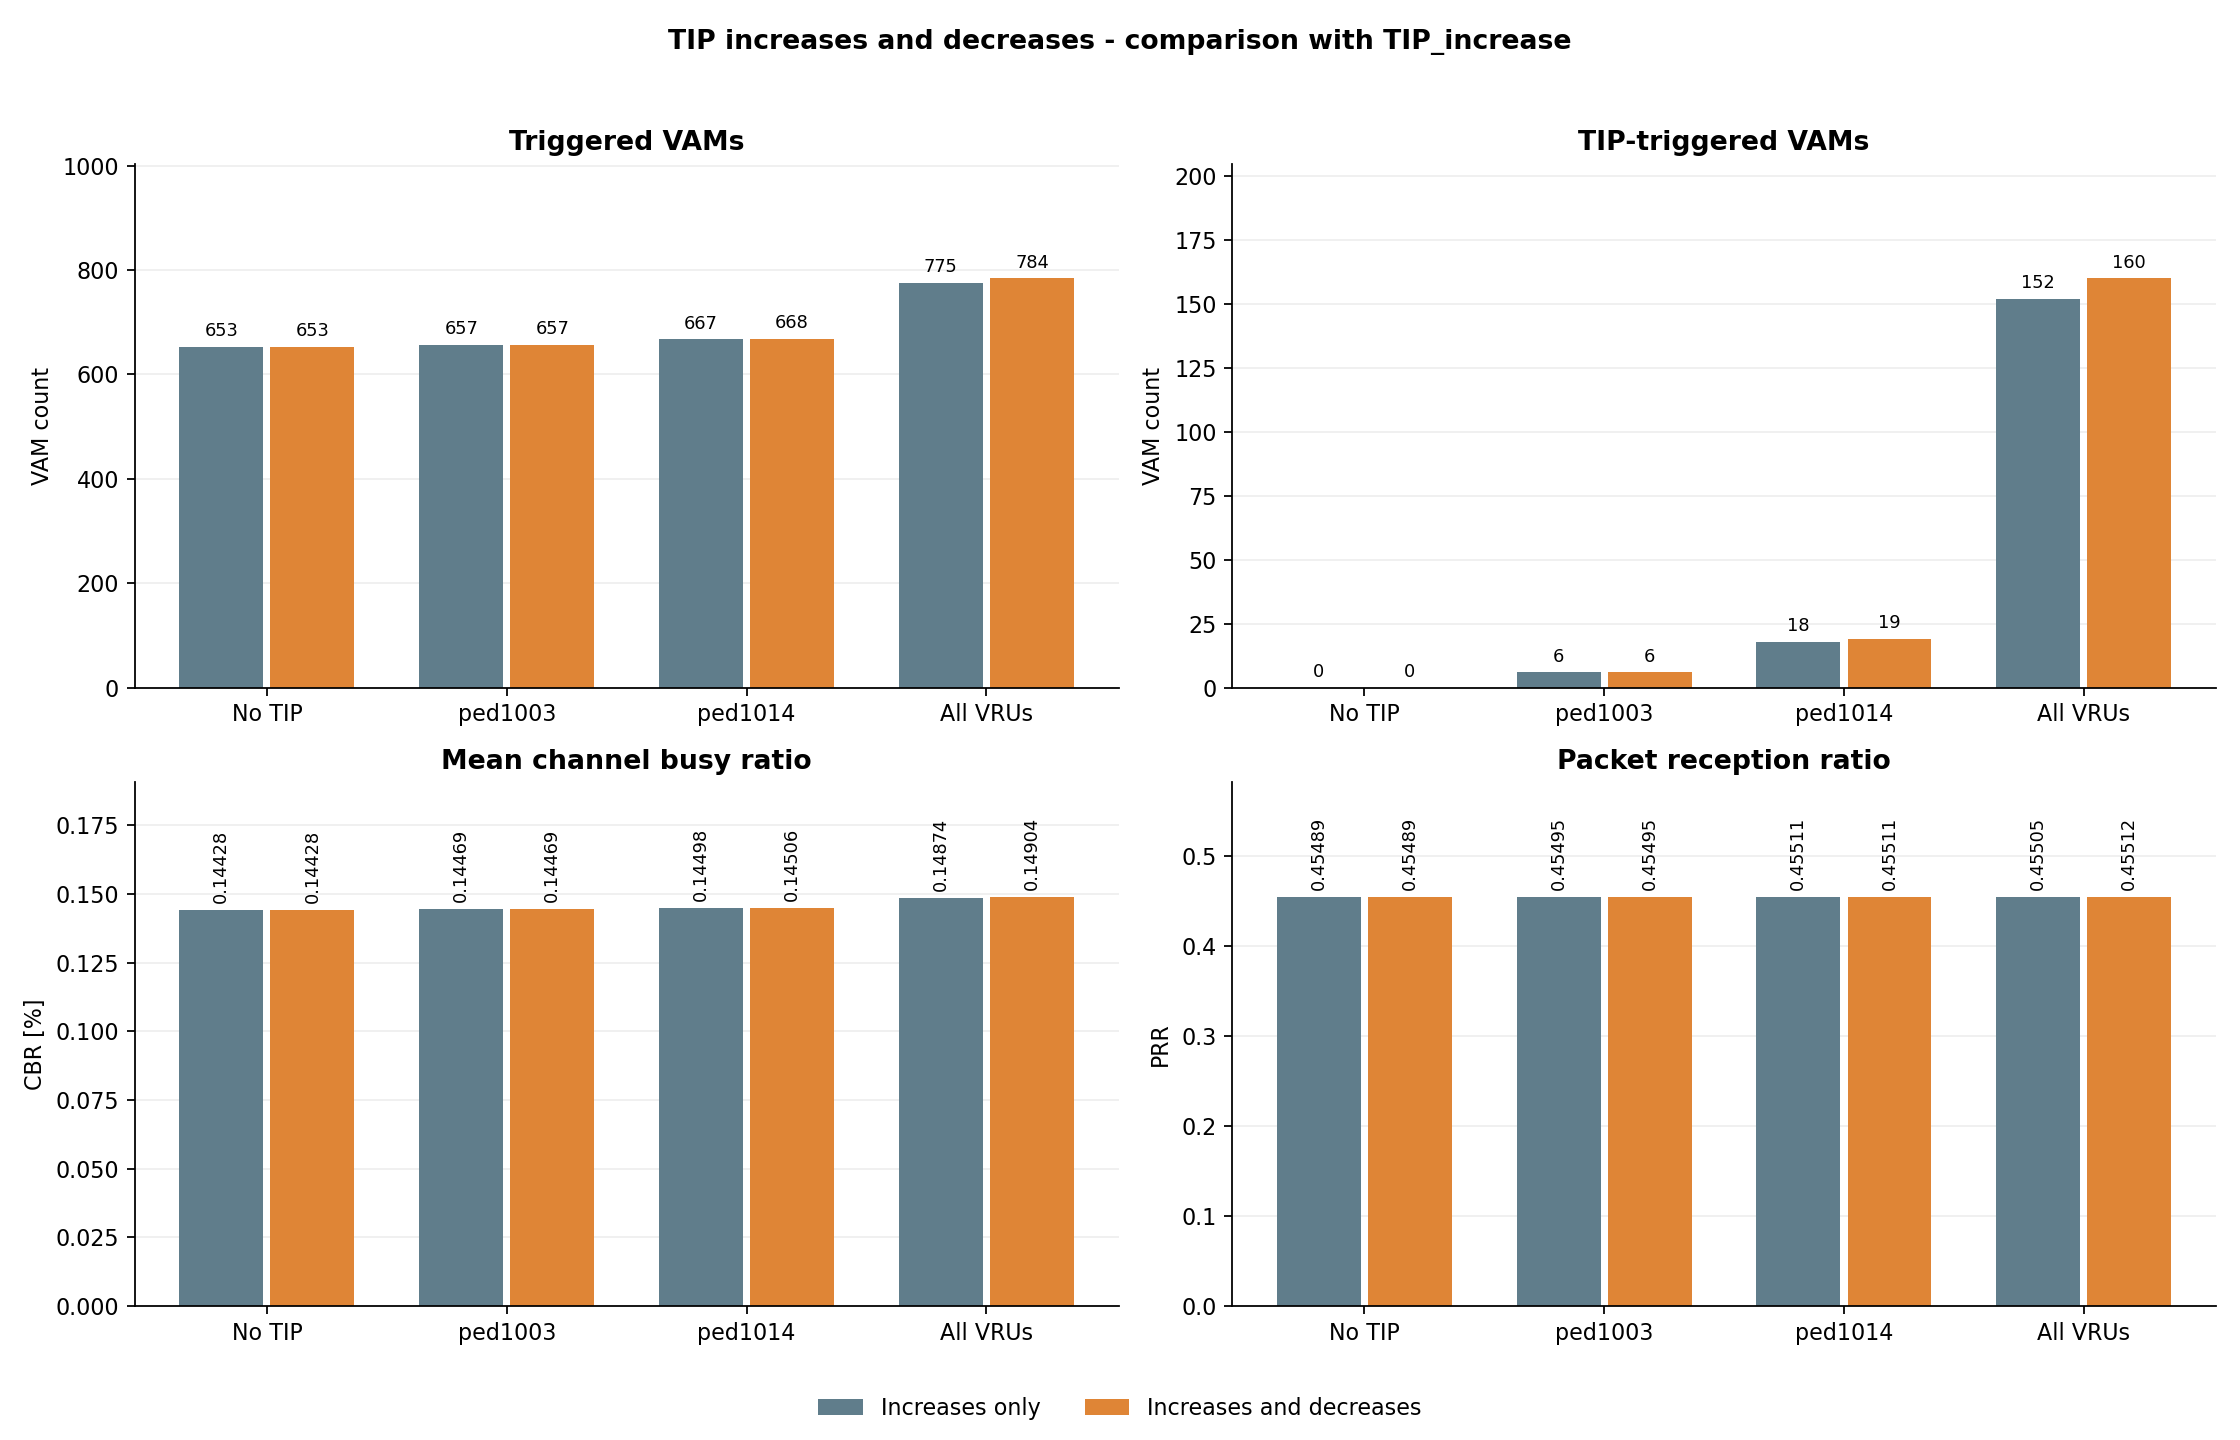 TIP increases and decreases - comparison with TIP_increase
Triggered VAMs
VAM count
1000
800
600
400
200
0
653
653
657
657
667
668
775
784
No TIP
ped1003
ped1014
All VRUs
TIP-triggered VAMs
VAM count
200
175
150
125
100
75
50
25
0
0
0
6
6
18
19
152
160
No TIP
ped1003
ped1014
All VRUs
Mean channel busy ratio
CBR [%]
0.175
0.150
0.125
0.100
0.075
0.050
0.025
0.000
0.14428
0.14428
0.14469
0.14469
0.14498
0.14506
0.14874
0.14904
No TIP
ped1003
ped1014
All VRUs
Packet reception ratio
PRR
0.5
0.4
0.3
0.2
0.1
0.0
0.45489
0.45489
0.45495
0.45495
0.45511
0.45511
0.45505
0.45512
No TIP
ped1003
ped1014
All VRUs
Increases only
Increases and decreases